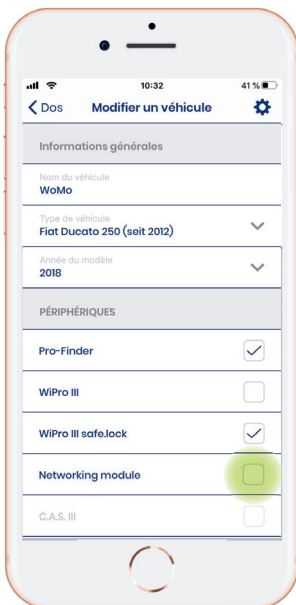 10:32
41 %
Dos
Modifier un véhicule
Informations générales
Nom du véhicule
WoMo
Type de véhicule
Fiat Ducato 250 (seit 2012)
Année du modèle
2018
PÉRIPHÉRIQUES
Pro-Finder
WiPro III
WiPro III safe.lock
Networking module
C.A.S. III